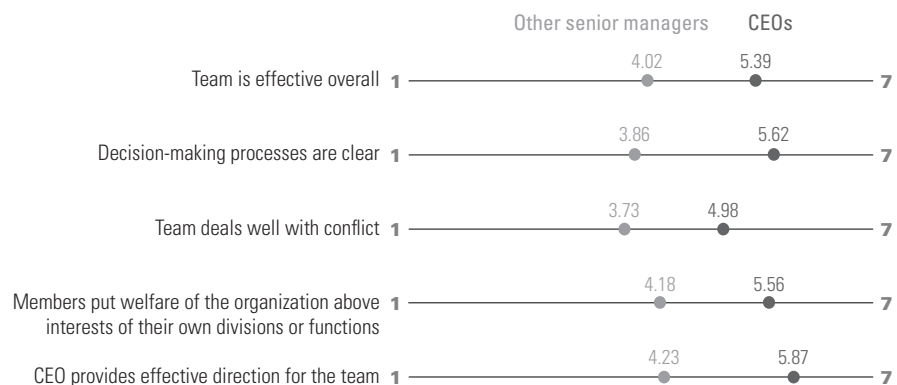 Other senior managers CEOs
4.02 5.39
Team is effective overall 1 7
3.86 5.62
Decision-making processes are clear 1 7
3.73 4.98
Team deals well with conflict 1 7
4.18 5.56
Members put welfare of the organization above 1 7
interests of their own divisions or functions
4.23 5.87
CEO provides effective direction for the team 1 7